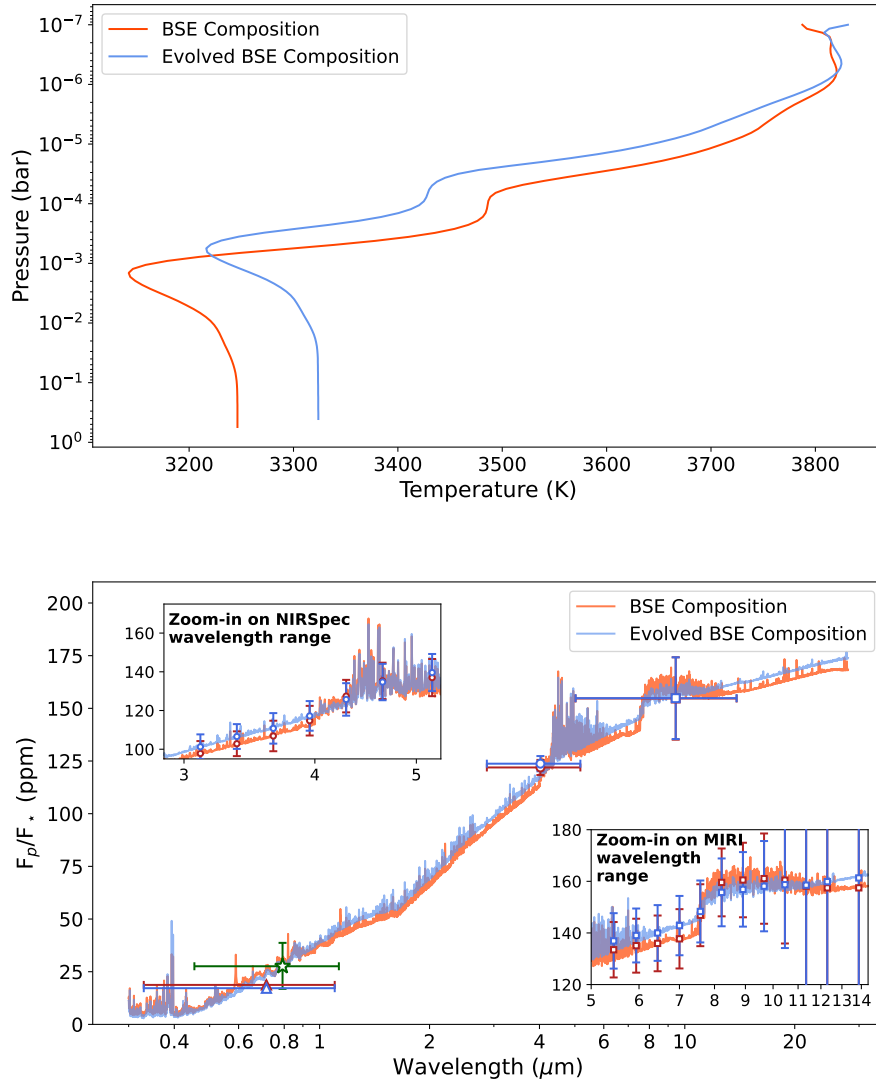 10⁻⁷
10⁻⁶
10⁻⁵
10⁻⁴
10⁻³
10⁻²
10⁻¹
10⁰
Pressure (bar)
BSE Composition
Evolved BSE Composition
3200 3300 3400 3500 3600 3700 3800
Temperature (K)
200
175
150
125
100
75
50
25
0
Fₚ/F⋆ (ppm)
Zoom-in on NIRSpec
wavelength range
160
140
120
100
3 4 5
BSE Composition
Evolved BSE Composition
Zoom-in on MIRI
wavelength
range
180
160
140
120
5 6 7 8 9 10 11 12 13 14
0.4 0.6 0.8 1 2 4 6 8 10 20
Wavelength (μm)